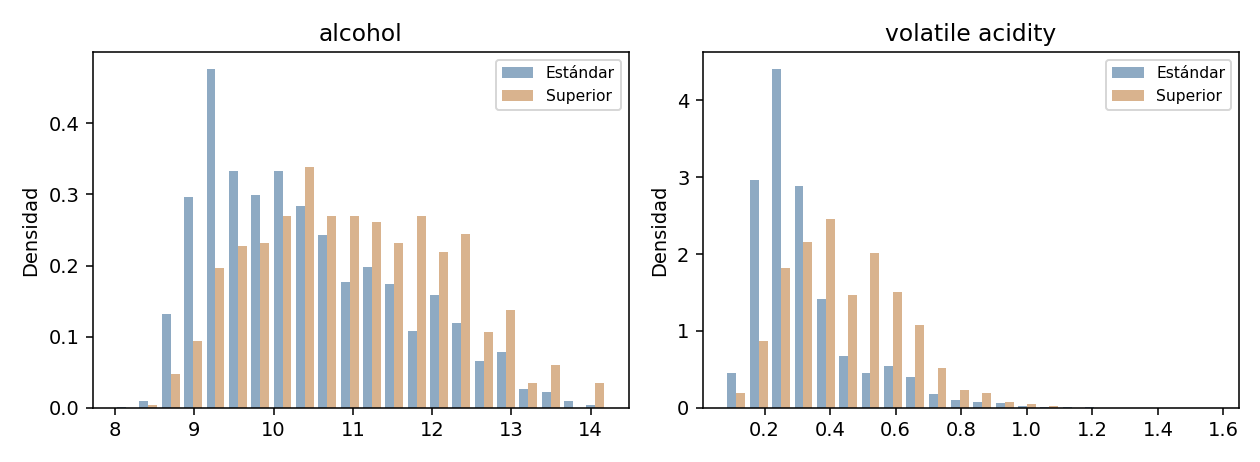 alcohol
Densidad
0.4
0.3
0.2
0.1
0.0
8 9 10 11 12 13 14
Estándar
Superior
volatile acidity
Densidad
4
3
2
1
0
0.2 0.4 0.6 0.8 1.0 1.2 1.4 1.6
Estándar
Superior